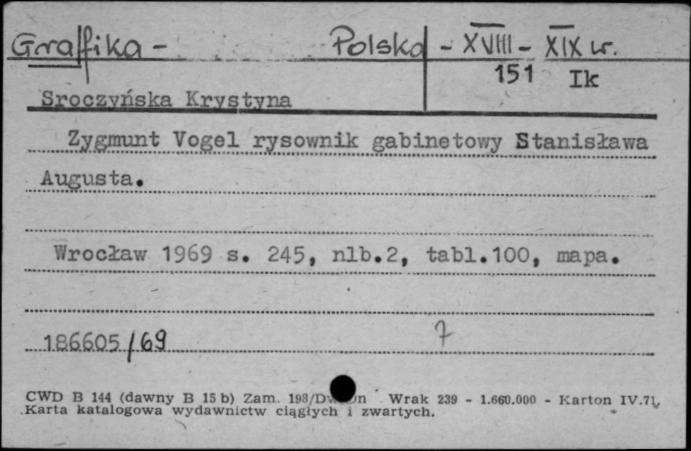 Grafika - Polska - XVIII - XIX w.
151 Ik
Sroczyńska Krystyna
Zygmunt Vogel rysownik gabinetowy Stanisława
Augusta.
Wrocław 1969 s. 245, nlb.2, tabl.100, mapa.
186605/69 7
CWD B 144 (dawny B 15 b) Zam. Wrak 239 - 1.660.000 - Karton IV.71.
Karta katalogowa wydawnictw ciągłych i zwartych.